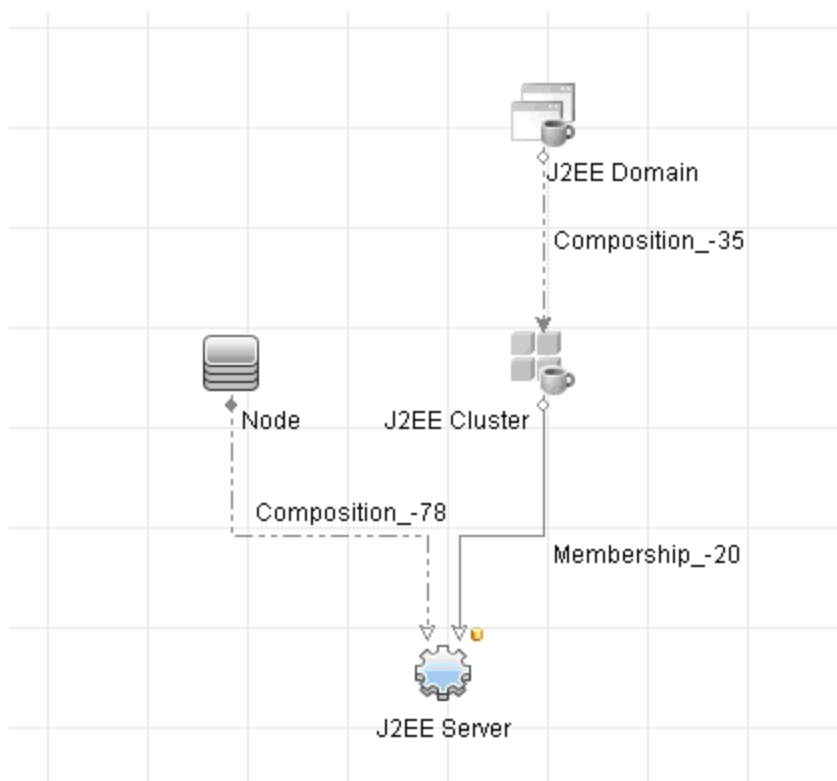 J2EE Domain
Composition_-35
Node
J2EE Cluster
Composition_-78
Membership_-20
J2EE Server